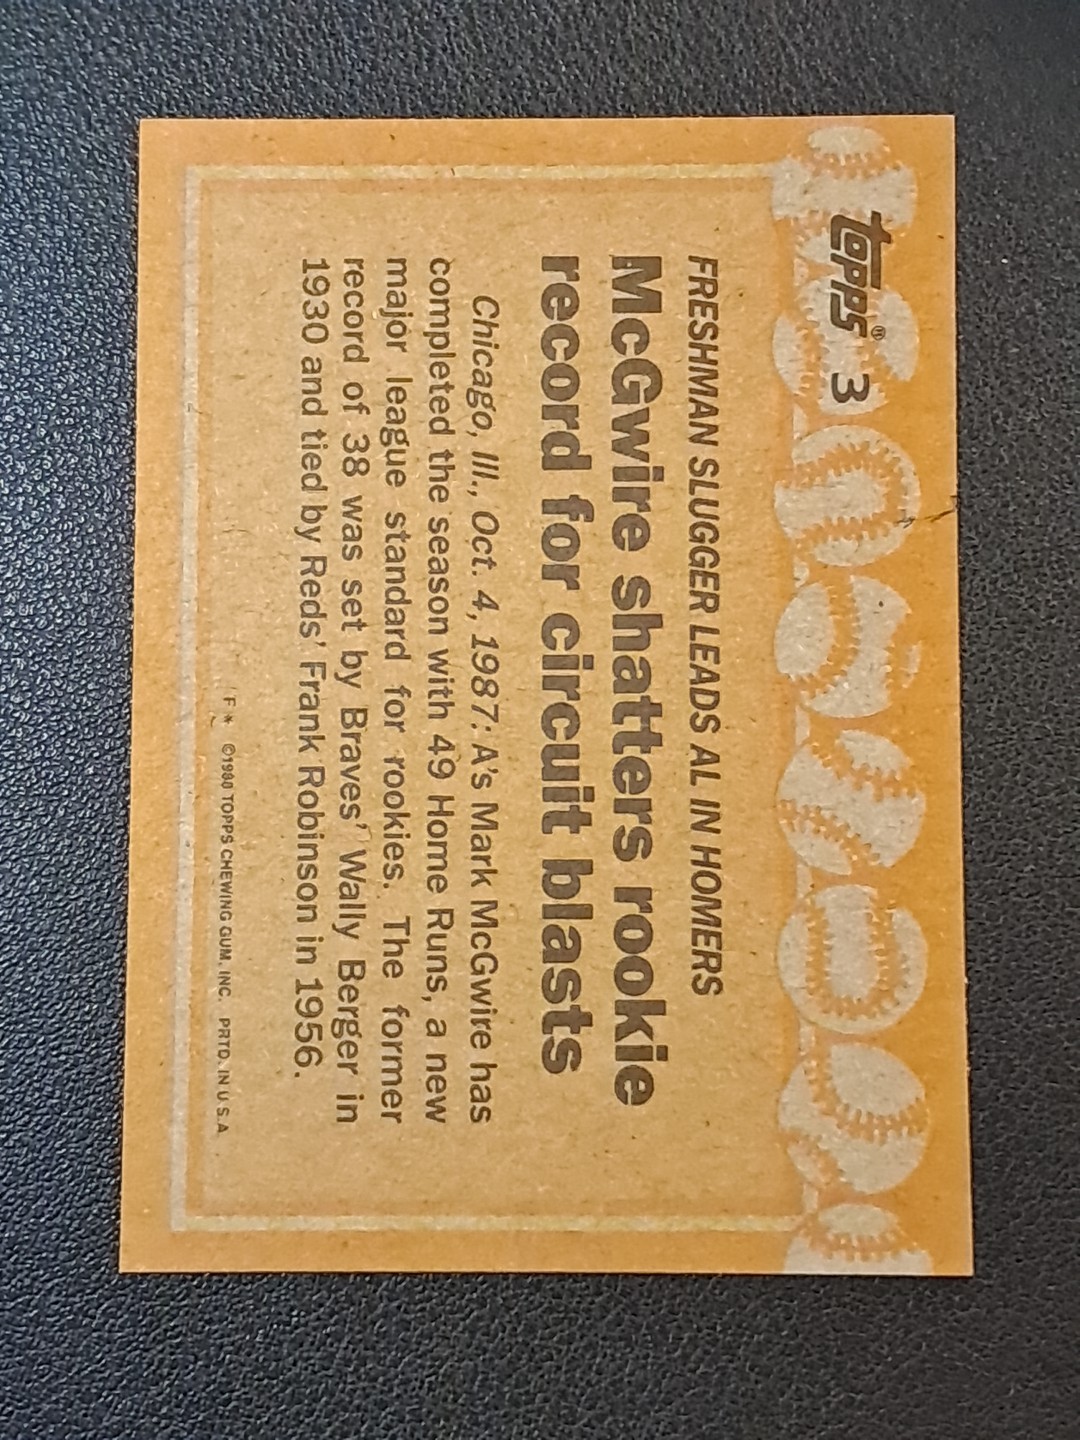 topps® 3
FRESHMAN SLUGGER LEADS AL IN HOMERS
McGwire shatters rookie
record for circuit blasts
Chicago, Ill., Oct. 4, 1987: A's Mark McGwire has
completed the season with 49 Home Runs, a new
major league standard for rookies. The former
record of 38 was set by Braves' Wally Berger in
1930 and tied by Reds' Frank Robinson in 1956.
F* ©1988 TOPPS CHEWING GUM, INC. PRTD. IN U.S.A.